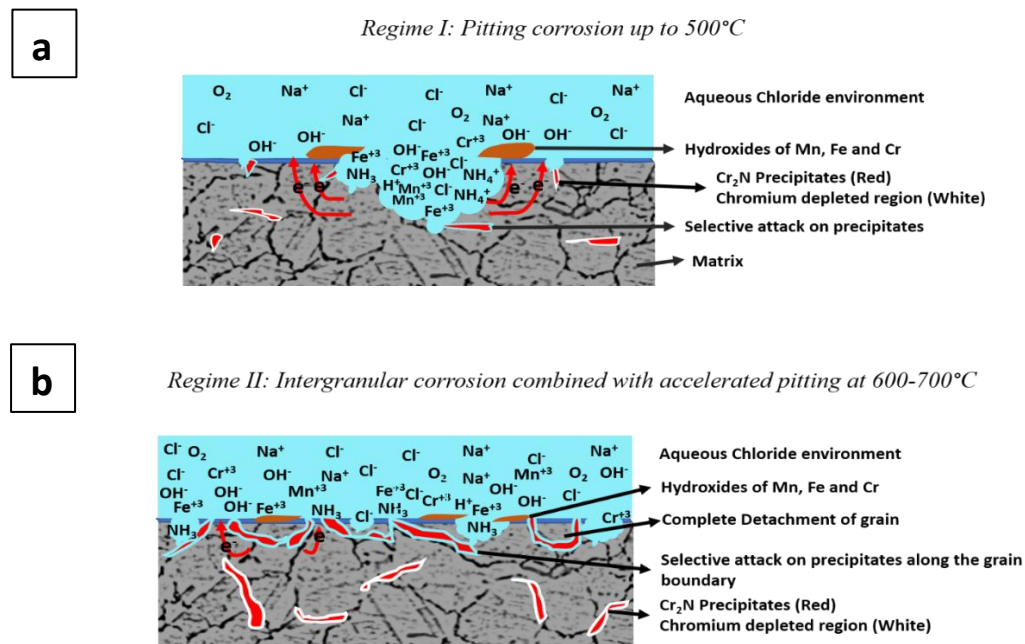 a
Regime I: Pitting corrosion up to 500°C
O₂ Na⁺ Cl⁻ Cl⁻ Na⁺ Cl⁻ Na⁺
Cl⁻ OH⁻ OH⁻ Na⁺ Cl⁻ O₂ Na⁺ OH⁻ OH⁻ O₂ Cl⁻
Fe⁺³ NH₃ OH⁻ Fe⁺³ Cr⁺³ Cl⁻
Cr⁺³ OH⁻ NH₄⁺
H⁺ Mn⁺³ Cl⁻ NH₄⁺
Mn⁺³ Fe⁺³
e⁻ e⁻ e⁻ e⁻
Aqueous Chloride environment
Hydroxides of Mn, Fe and Cr
Cr₂N Precipitates (Red)
Chromium depleted region (White)
Selective attack on precipitates
Matrix
b
Regime II: Intergranular corrosion combined with accelerated pitting at 600-700°C
Cl⁻ O₂ Na⁺ Cl⁻ Na⁺ Cl⁻ Na⁺
Cl⁻ Cr⁺³ OH⁻ Na⁺ Cl⁻ O₂ Na⁺ Mn⁺³ O₂ OH⁻
OH⁻ OH⁻ Mn⁺³ Fe⁺³ Cl⁻ Cr⁺³ OH⁻ Cl⁻
Fe⁺³ OH⁻ Fe⁺³ NH₃ Cl⁻ NH₃ H⁺ Fe⁺³ OH⁻ Cr⁺³
NH₃ e⁻ e NH₃
Aqueous Chloride environment
Hydroxides of Mn, Fe and Cr
Complete Detachment of grain
Selective attack on precipitates along the grain
boundary
Cr₂N Precipitates (Red)
Chromium depleted region (White)